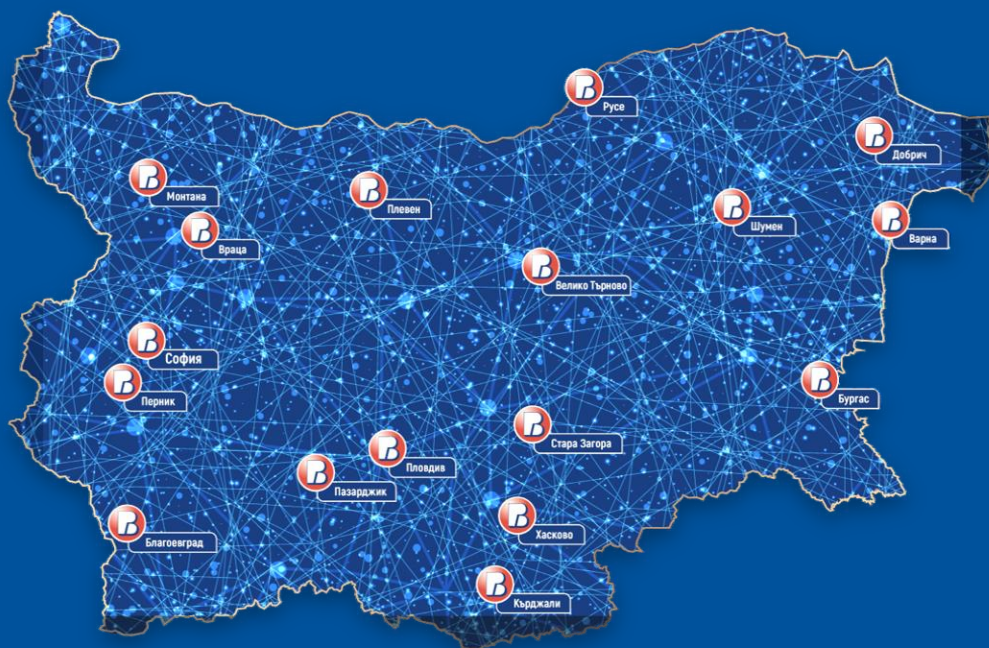 Русе
Добрич
Монтана
Плевен
Шумен
Варна
Враца
Велико Търново
София
Перник
Бургас
Стара Загора
Пловдив
Пазарджик
Благоевград
Хасково
Кърджали